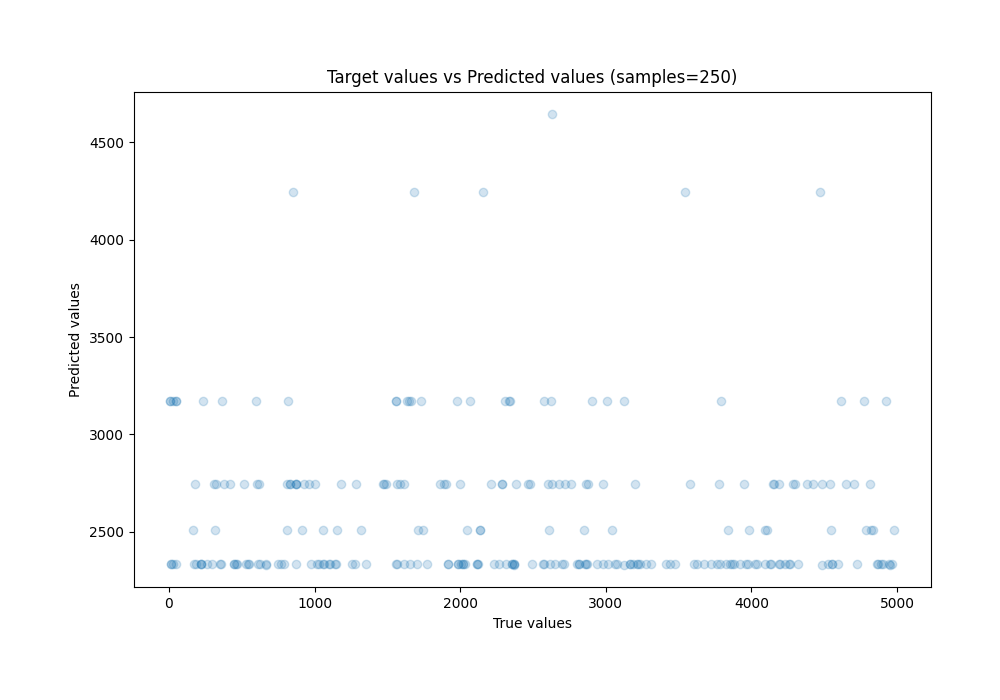 Target values vs Predicted values (samples=250)
4500
4000
3500
3000
2500
Predicted values
0 1000 2000 3000 4000 5000
True values